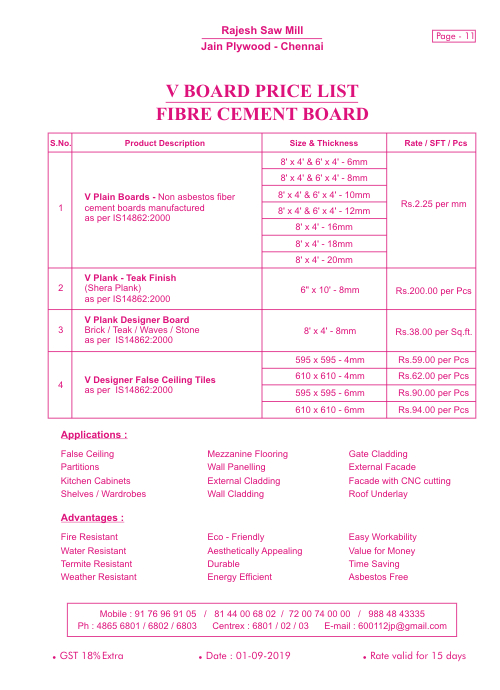 Rajesh Saw Mill
Jain Plywood - Chennai
Page - 11
V BOARD PRICE LIST
FIBRE CEMENT BOARD
S.No. Product Description Size & Thickness Rate / SFT / Pcs
1 V Plain Boards - Non asbestos fiber
cement boards manufactured
as per IS14862:2000
8' x 4' & 6' x 4' - 6mm
8' x 4' & 6' x 4' - 8mm
8' x 4' & 6' x 4' - 10mm
8' x 4' & 6' x 4' - 12mm
8' x 4' - 16mm
8' x 4' - 18mm
8' x 4' - 20mm
Rs.2.25 per mm
2 V Plank - Teak Finish
(Shera Plank)
as per IS14862:2000
6" x 10' - 8mm Rs.200.00 per Pcs
3 V Plank Designer Board
Brick / Teak / Waves / Stone
as per IS14862:2000
8' x 4' - 8mm Rs.38.00 per Sq.ft.
4 V Designer False Ceiling Tiles
as per IS14862:2000
595 x 595 - 4mm Rs.59.00 per Pcs
610 x 610 - 4mm Rs.62.00 per Pcs
595 x 595 - 6mm Rs.90.00 per Pcs
610 x 610 - 6mm Rs.94.00 per Pcs
Applications :
False Ceiling Mezzanine Flooring Gate Cladding
Partitions Wall Panelling External Facade
Kitchen Cabinets External Cladding Facade with CNC cutting
Shelves / Wardrobes Wall Cladding Roof Underlay
Advantages :
Fire Resistant Eco - Friendly Easy Workability
Water Resistant Aesthetically Appealing Value for Money
Termite Resistant Durable Time Saving
Weather Resistant Energy Efficient Asbestos Free
Mobile : 91 76 96 91 05 / 81 44 00 68 02 / 72 00 74 00 00 / 988 48 43335
Ph : 4865 6801 / 6802 / 6803 Centrex : 6801 / 02 / 03 E-mail : 600112jp@gmail.com
• GST 18% Extra • Date : 01-09-2019 • Rate valid for 15 days